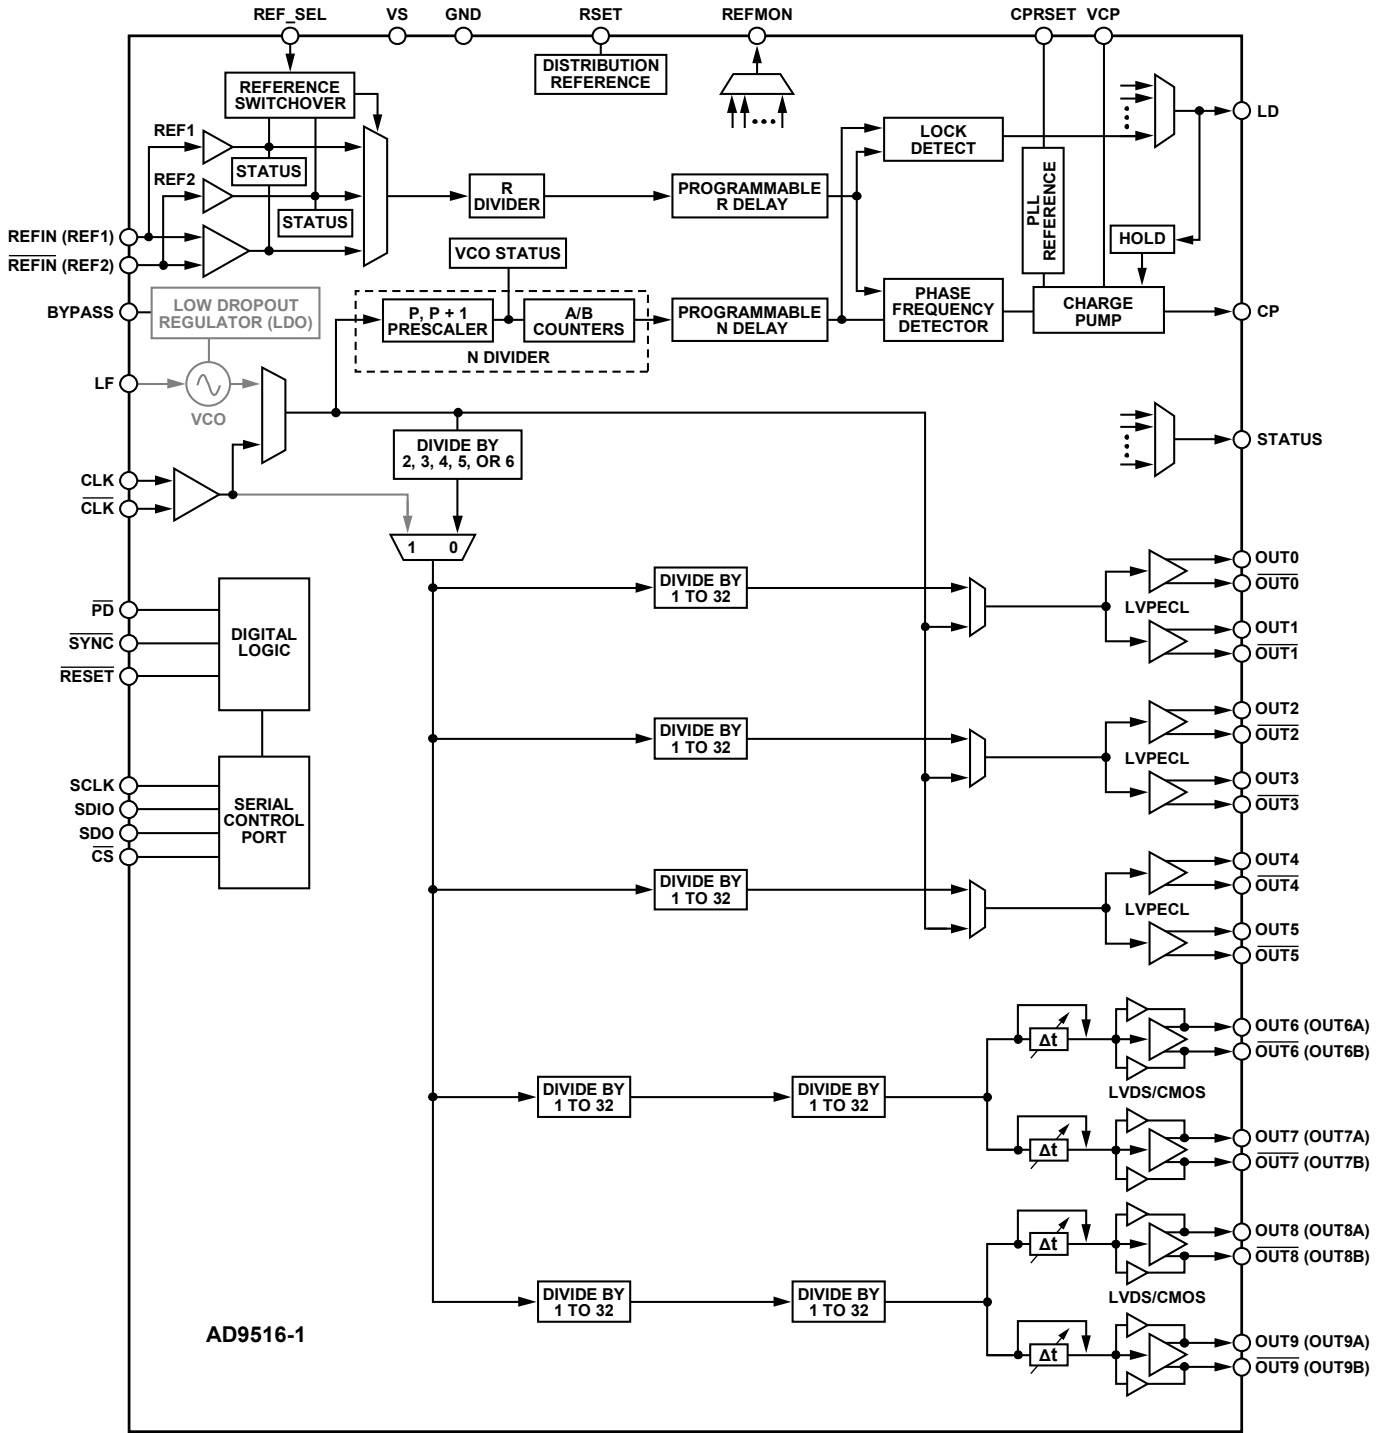 REF_SEL
VS
GND
RSET
REFMON
CPRSET
VCP
DISTRIBUTION
REFERENCE
REFERENCE
SWITCHOVER
REF1
STATUS
REF2
STATUS
REFIN (REF1)
REFIN (REF2)
BYPASS
LF
CLK
CLK
R
DIVIDER
PROGRAMMABLE
R DELAY
LOCK
DETECT
PLL
REFERENCE
LD
HOLD
VCO STATUS
LOW DROPOUT
REGULATOR (LDO)
P, P + 1
PRESCALER
A/B
COUNTERS
N DIVIDER
PROGRAMMABLE
N DELAY
PHASE
FREQUENCY
DETECTOR
CHARGE
PUMP
CP
VCO
STATUS
DIVIDE BY
2, 3, 4, 5, OR 6
1 0
PD
SYNC
RESET
DIGITAL
LOGIC
SCLK
SDIO
SDO
CS
SERIAL
CONTROL
PORT
DIVIDE BY
1 TO 32
LVPECL
OUT0
OUT0
OUT1
OUT1
DIVIDE BY
1 TO 32
LVPECL
OUT2
OUT2
OUT3
OUT3
DIVIDE BY
1 TO 32
LVPECL
OUT4
OUT4
OUT5
OUT5
DIVIDE BY
1 TO 32
DIVIDE BY
1 TO 32
Δt
OUT6 (OUT6A)
OUT6 (OUT6B)
LVDS/CMOS
Δt
OUT7 (OUT7A)
OUT7 (OUT7B)
DIVIDE BY
1 TO 32
DIVIDE BY
1 TO 32
Δt
OUT8 (OUT8A)
OUT8 (OUT8B)
LVDS/CMOS
Δt
OUT9 (OUT9A)
OUT9 (OUT9B)
AD9516-1